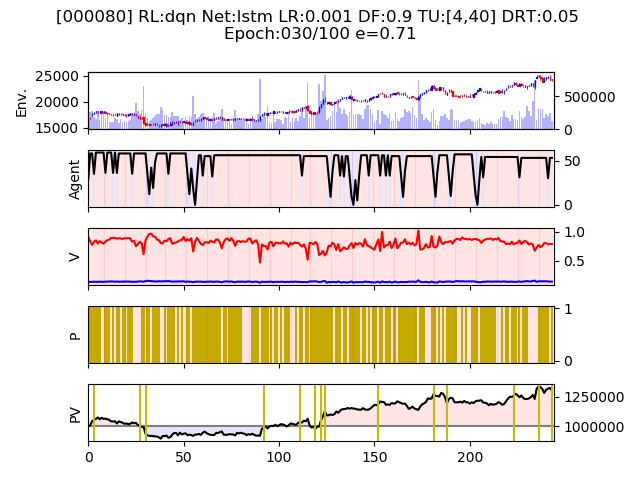 [000080] RL:dqn Net:lstm LR:0.001 DF:0.9 TU:[4,40] DRT:0.05
Epoch:030/100 e=0.71
Env.
25000
20000
15000
500000
0
Agent
50
0
V
1.0
0.5
P
1
0
PV
1250000
1000000
0
50
100
150
200